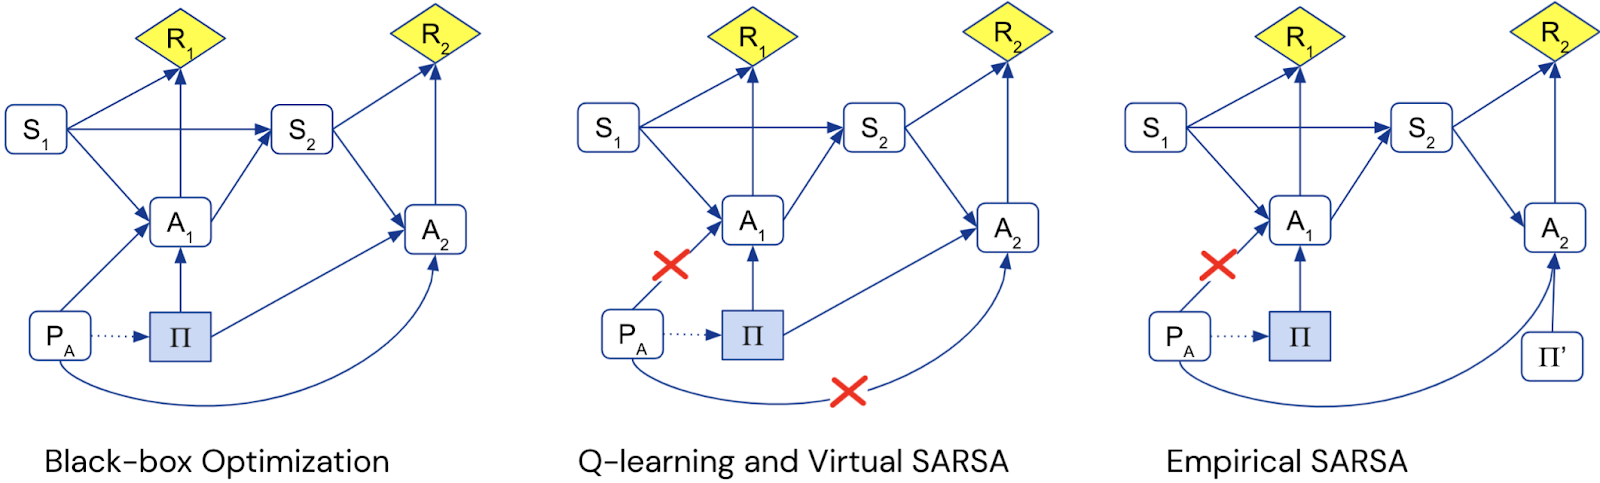 R1
R2
S1
S2
A1
A2
PA
Π
Black-box Optimization
R1
R2
S1
S2
A1
A2
PA
Π
Q-learning and Virtual SARSA
R1
R2
S1
S2
A1
A2
PA
Π
Π’
Empirical SARSA